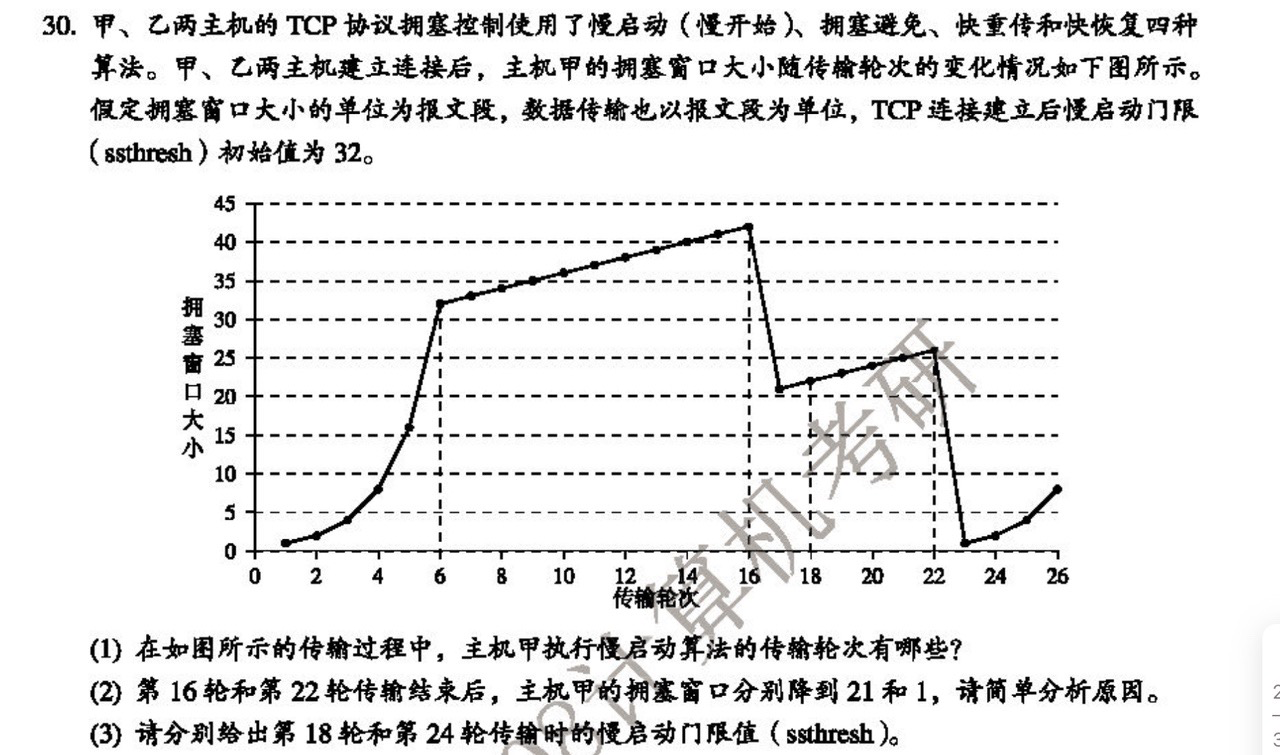 30. 甲、乙两主机的 TCP 协议拥塞控制使用了慢启动（慢开始）、拥塞避免、快重传和快恢复四种
算法。甲、乙两主机建立连接后，主机甲的拥塞窗口大小随传输轮次的变化情况如下图所示。
假定拥塞窗口大小的单位为报文段，数据传输也以报文段为单位，TCP 连接建立后慢启动门限
（ssthresh）初始值为 32。
45
40
35
30
25
20
15
10
5
0
拥塞窗口大小
0 2 4 6 8 10 12 14 16 18 20 22 24 26
传输轮次
(1) 在如图所示的传输过程中，主机甲执行慢启动算法的传输轮次有哪些？
(2) 第 16 轮和第 22 轮传输结束后，主机甲的拥塞窗口分别降到 21 和 1，请简单分析原因。
(3) 请分别给出第 18 轮和第 24 轮传输时的慢启动门限值（ssthresh）。
08计算机考研
2